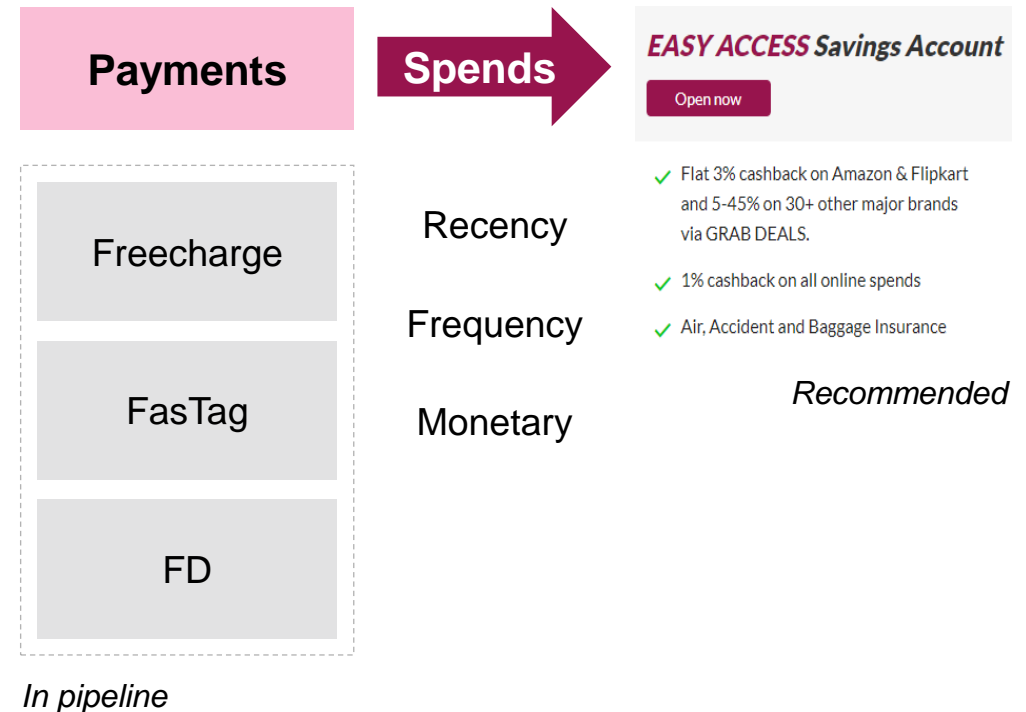 Payments
Spends
EASY ACCESS Savings Account
Open now
Freecharge
FasTag
FD
In pipeline
Recency
Frequency
Monetary
Flat 3% cashback on Amazon & Flipkart
and 5-45% on 30+ other major brands
via GRAB DEALS.
1% cashback on all online spends
Air, Accident and Baggage Insurance
Recommended